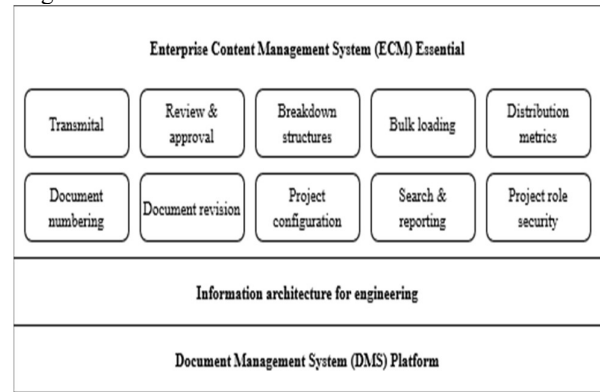 Enterprise Content Management System (ECM) Essential
Transmital
Review &
approval
Breakdown
structures
Bulk loading
Distribution
metrics
Document
numbering
Document revision
Project
configuration
Search &
reporting
Project role
security
Information architecture for engineering
Document Management System (DMS) Platform